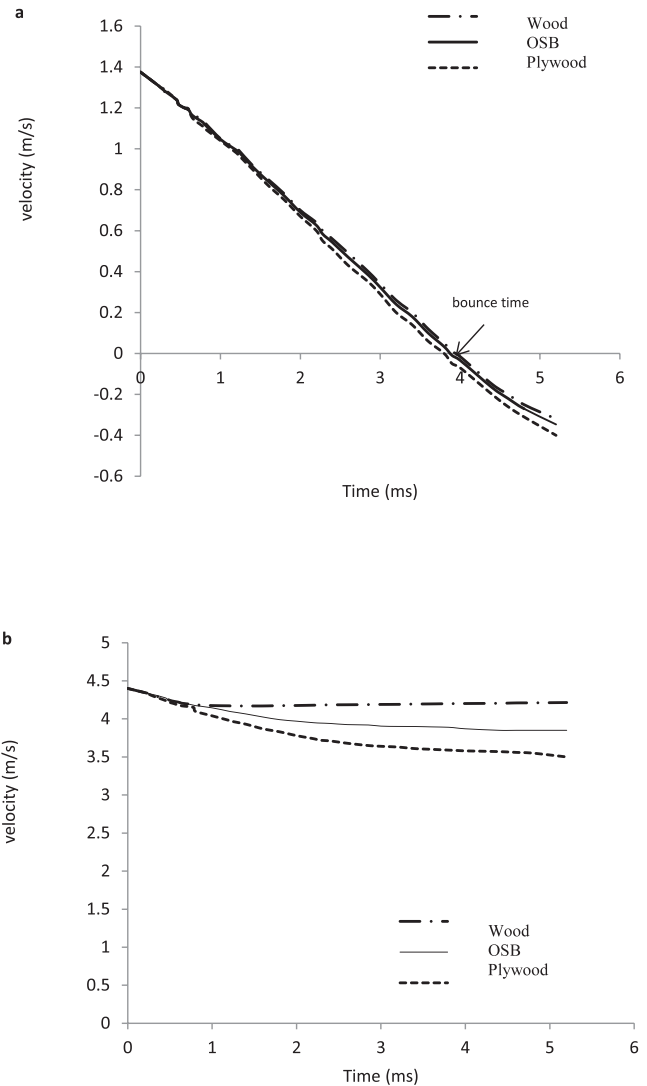 a
Wood
OSB
Plywood
velocity (m/s)
1.6
1.4
1.2
1
0.8
0.6
0.4
0.2
0
-0.2
-0.4
-0.6
bounce time
0 1 2 3 4 5 6
Time (ms)
b
velocity (m/s)
5
4.5
4
3.5
3
2.5
2
1.5
1
0.5
0
Wood
OSB
Plywood
0 1 2 3 4 5 6
Time (ms)